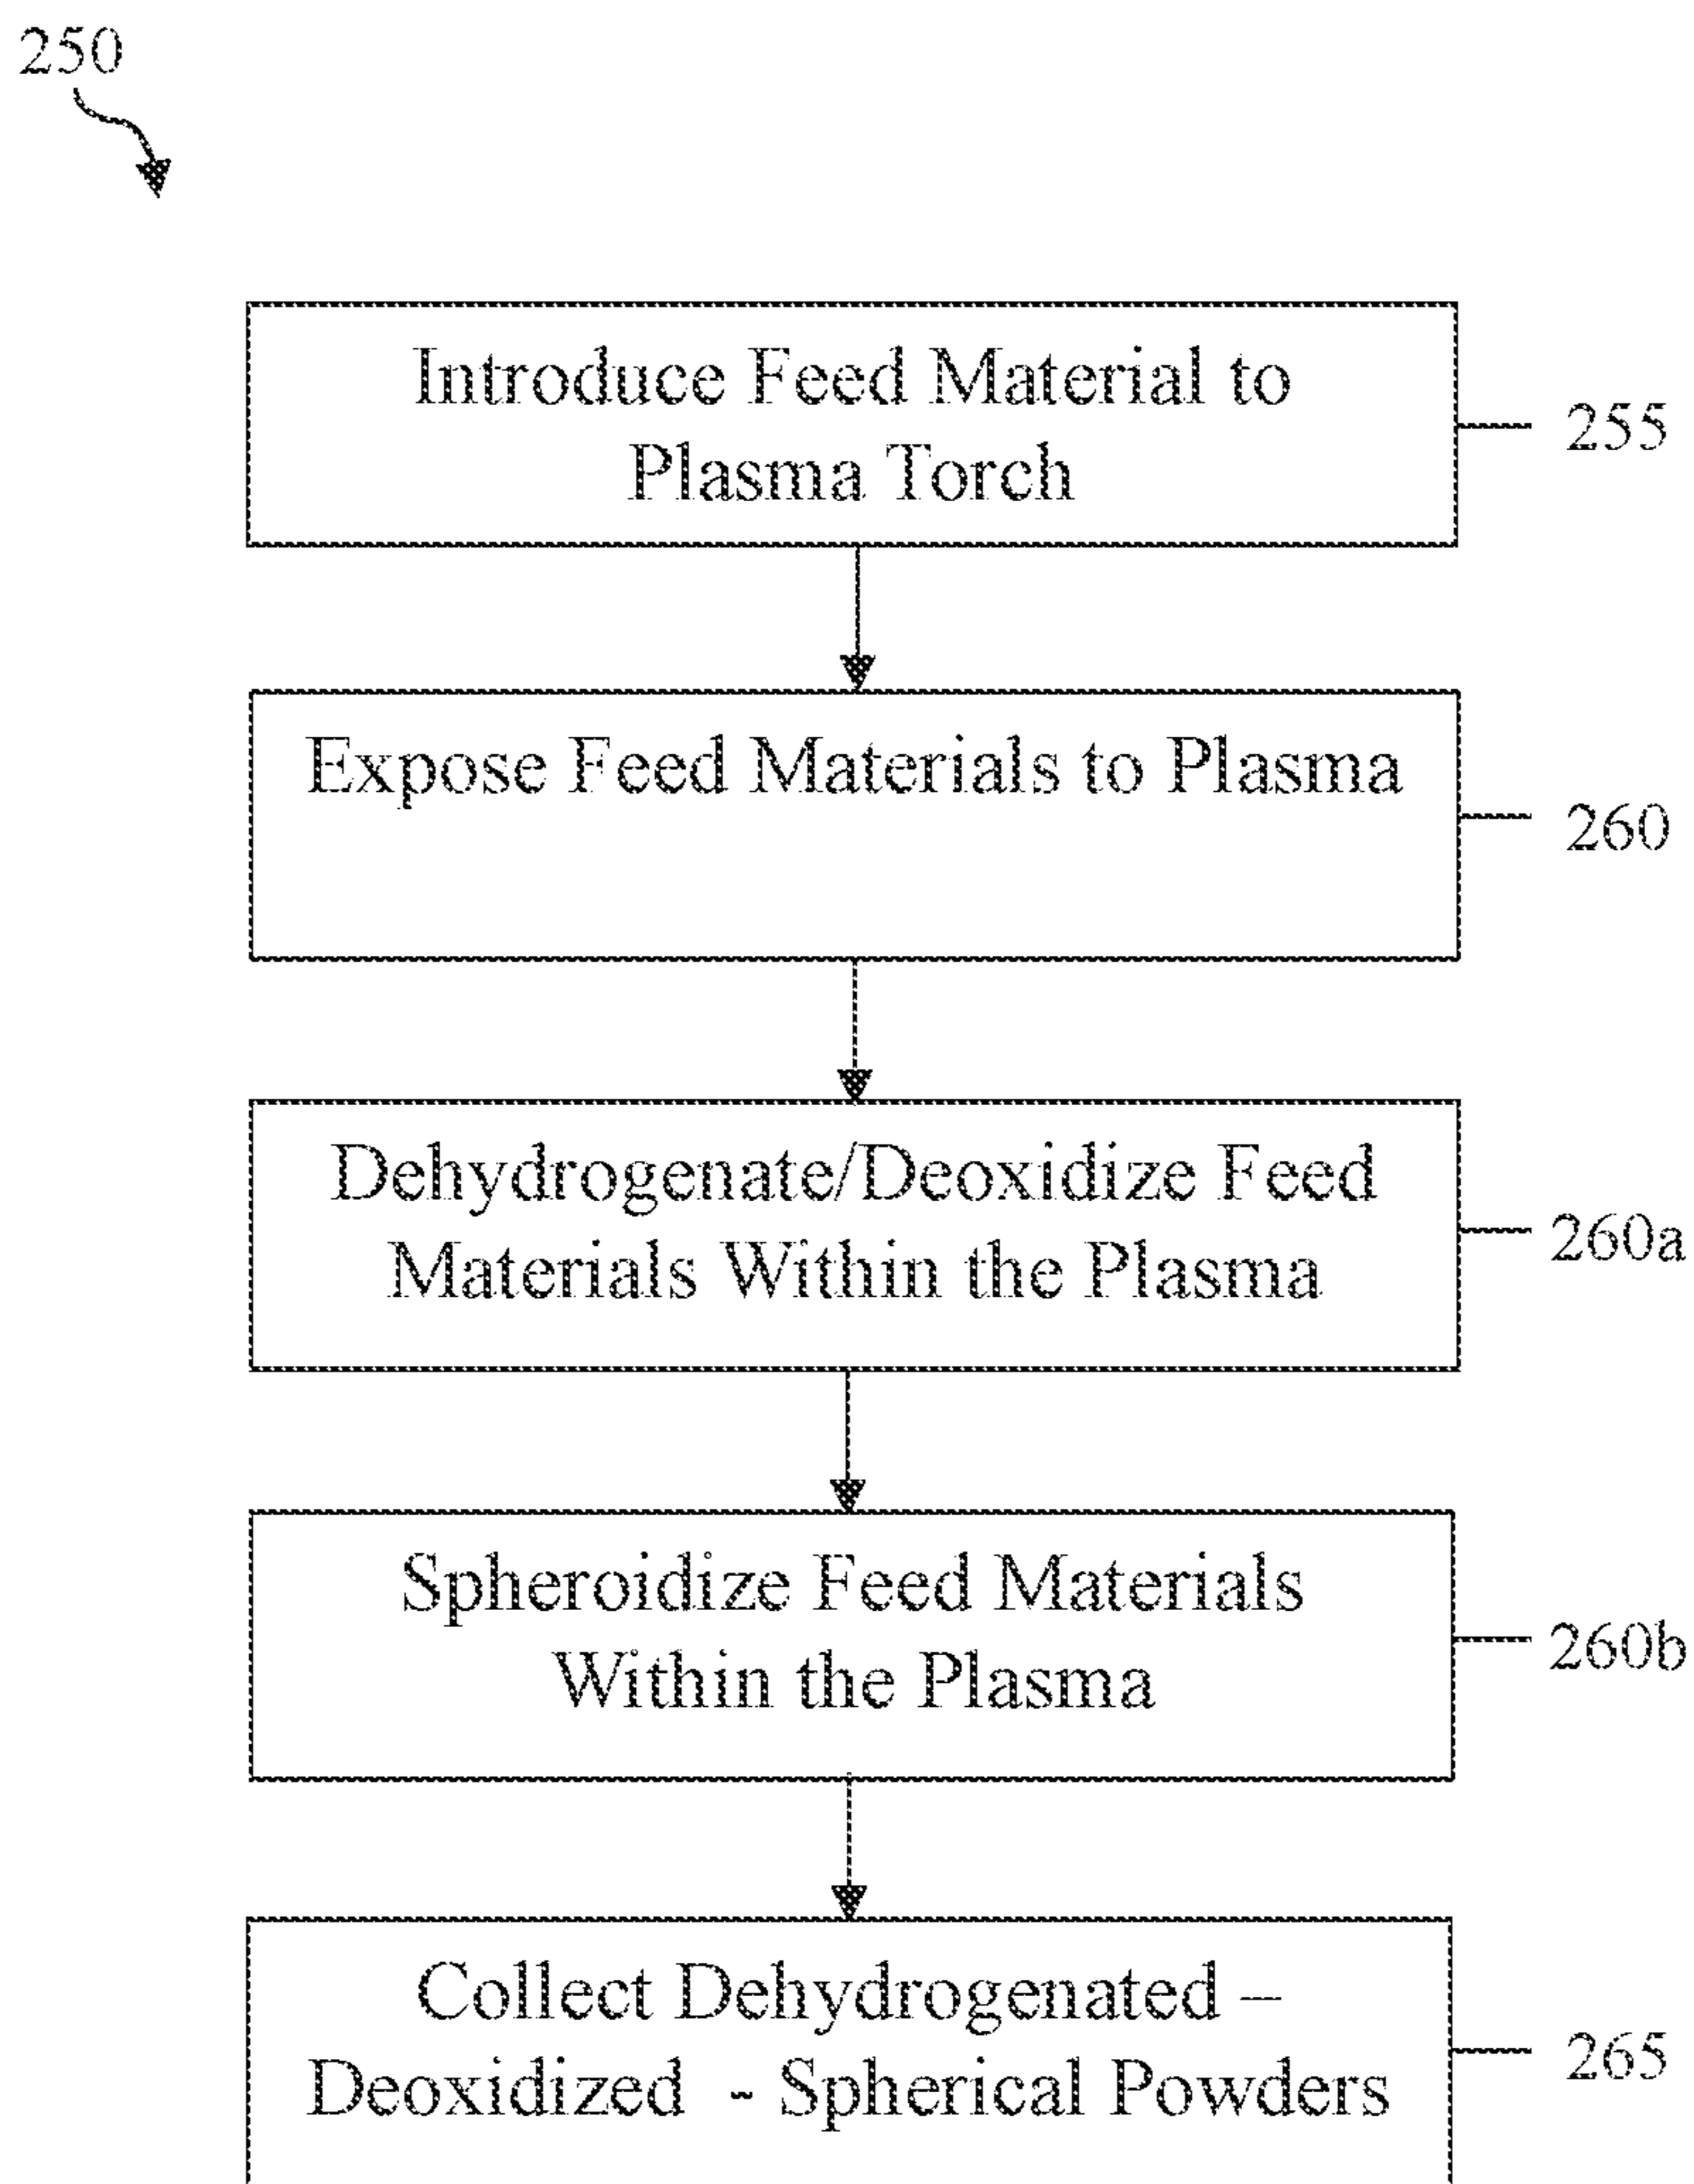 250
Introduce Feed Material to
Plasma Torch
255
Expose Feed Materials to Plasma
260
Dehydrogenate/Deoxidize Feed
Materials Within the Plasma
260a
Spheroidize Feed Materials
Within the Plasma
260b
Collect Dehydrogenated –
Deoxidized - Spherical Powders
265